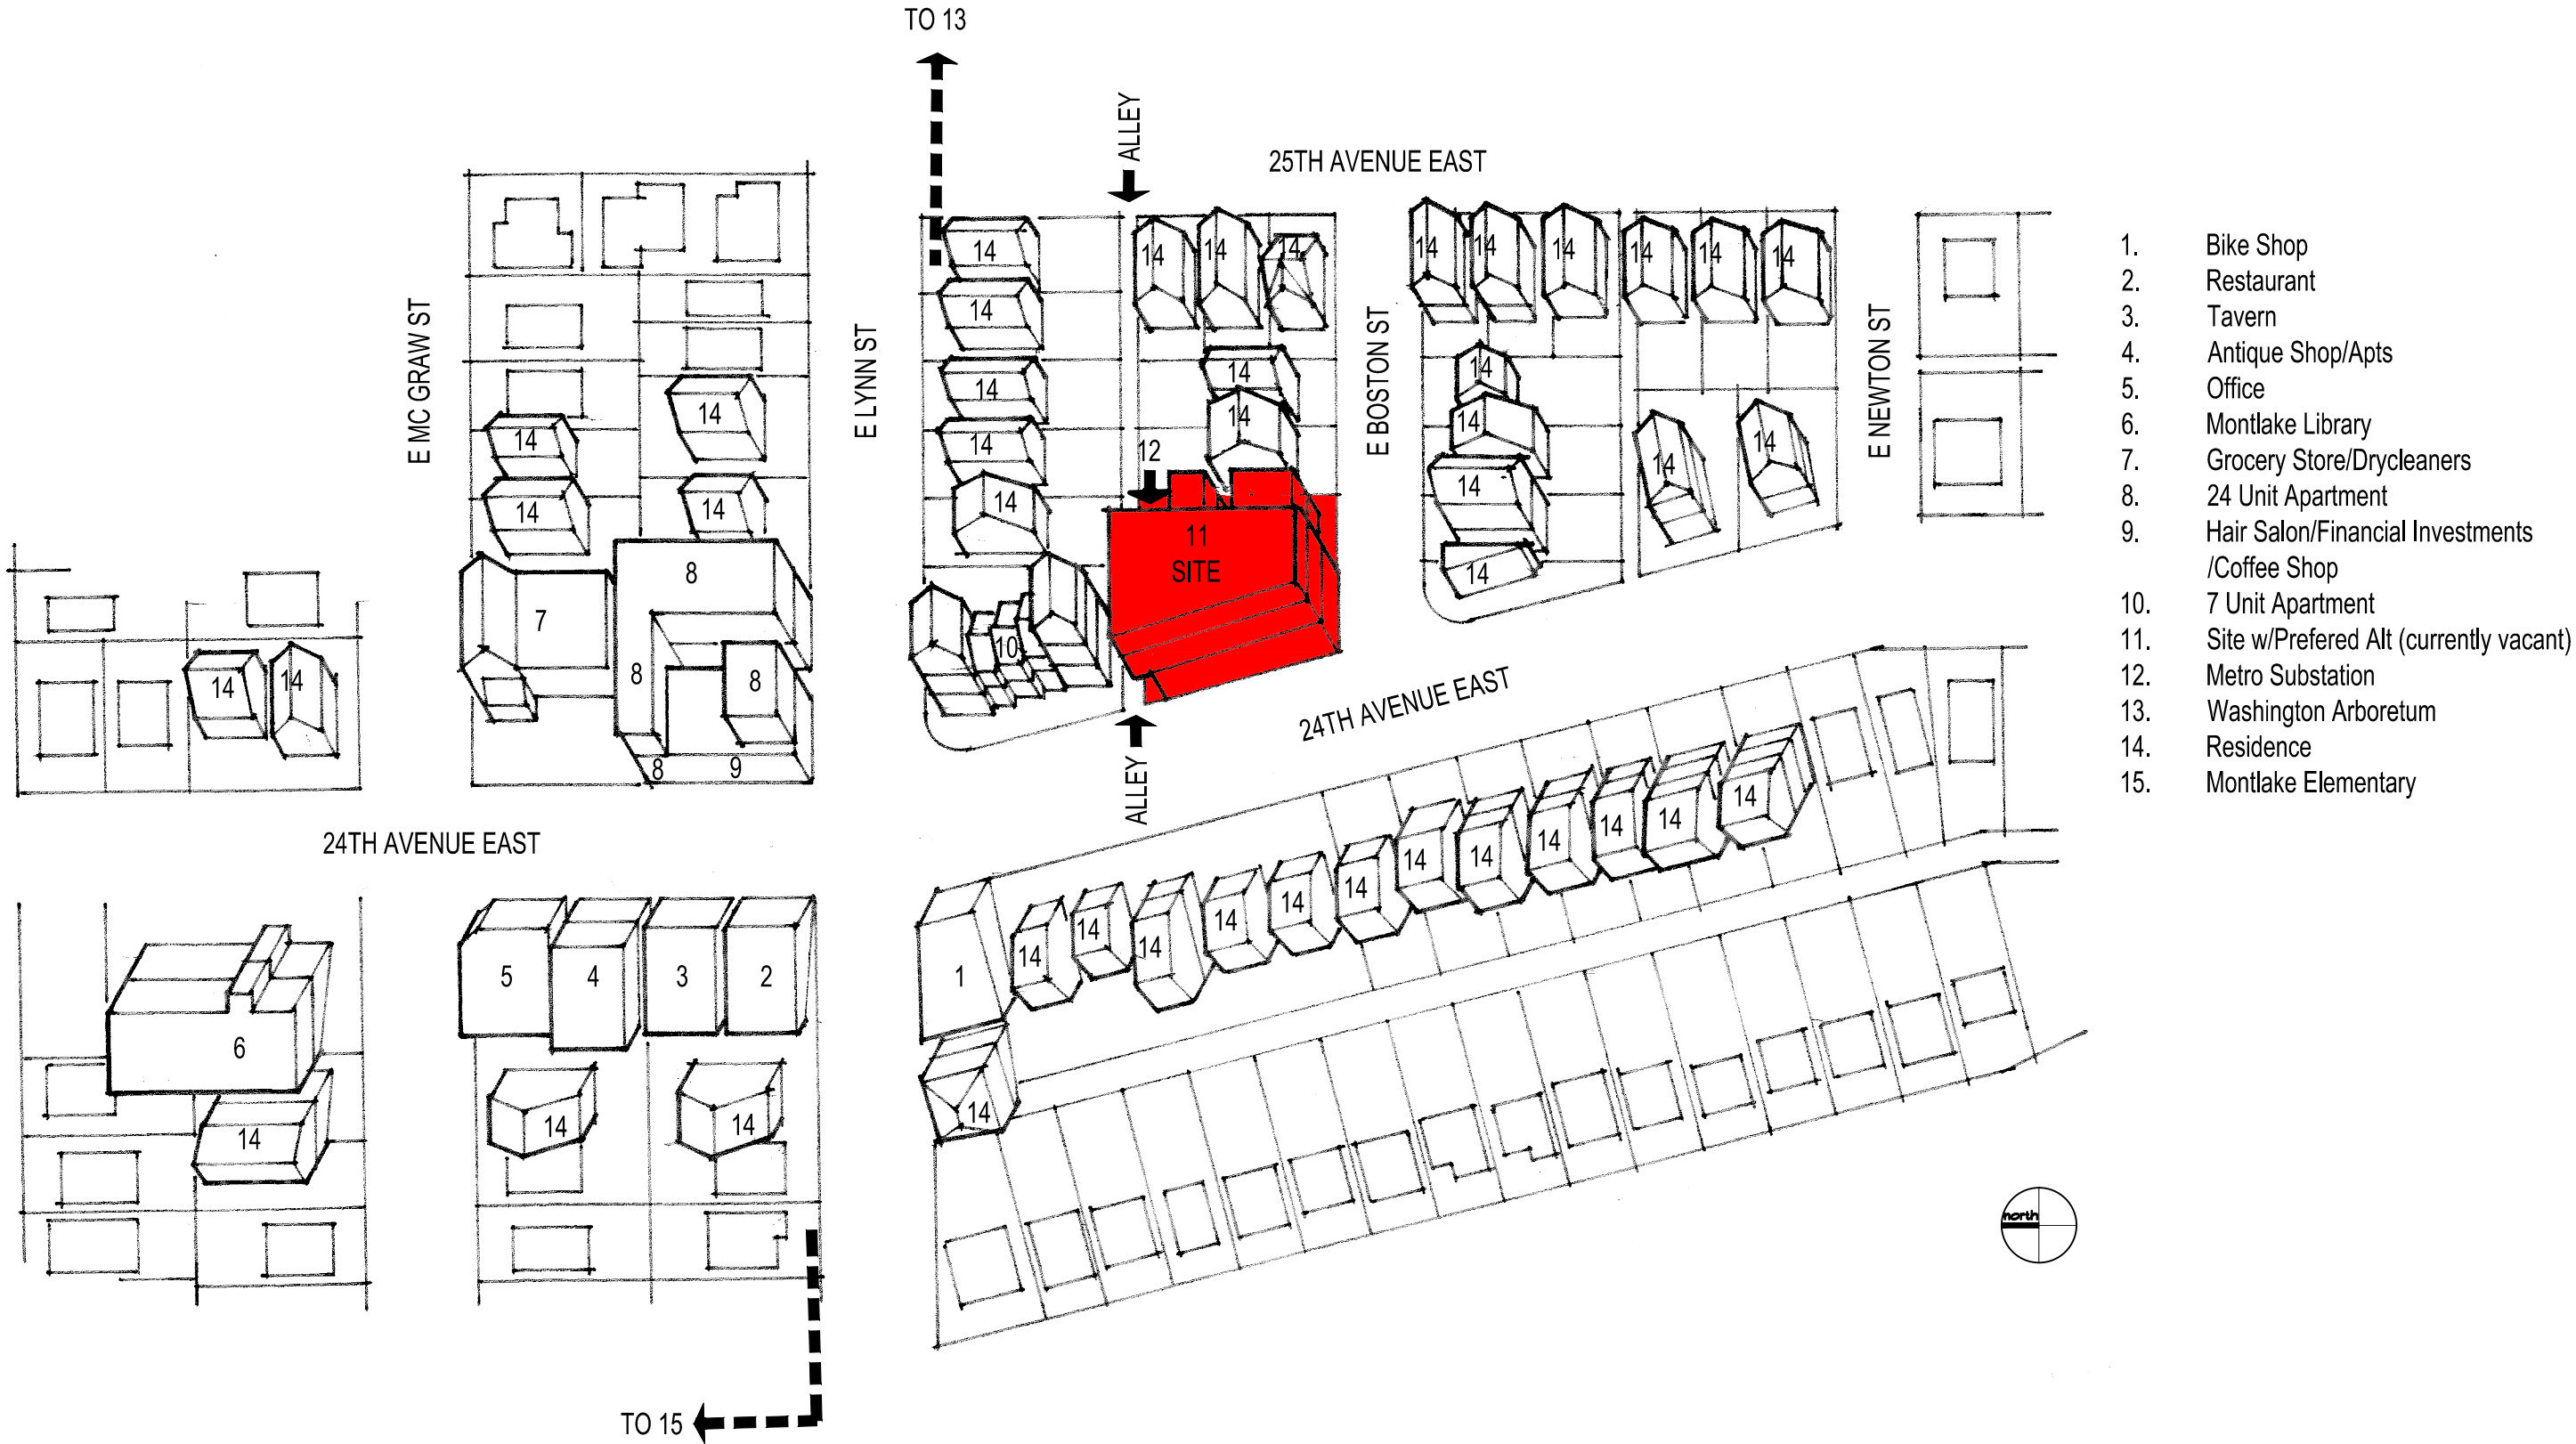 TO 13
ALLEY
25TH AVENUE EAST
E MC GRAW ST
E LYNN ST
E BOSTON ST
E NEWTON ST
14 14 14 14 14 14 14 14 14 14
14
14 14
14 14
14 14 14
12
14 14 14
14 14
14 14 14
11
SITE
8
14
7
10
8 8
14 14
8 9
24TH AVENUE EAST
ALLEY
24TH AVENUE EAST
14
14
14
14
14
14
14
14
14
14
14
14
1
14
5 4 3 2
6
14
14 14
14
TO 15
north
1. Bike Shop
2. Restaurant
3. Tavern
4. Antique Shop/Apts
5. Office
6. Montlake Library
7. Grocery Store/Drycleaners
8. 24 Unit Apartment
9. Hair Salon/Financial Investments
/Coffee Shop
10. 7 Unit Apartment
11. Site w/Prefered Alt (currently vacant)
12. Metro Substation
13. Washington Arboretum
14. Residence
15. Montlake Elementary